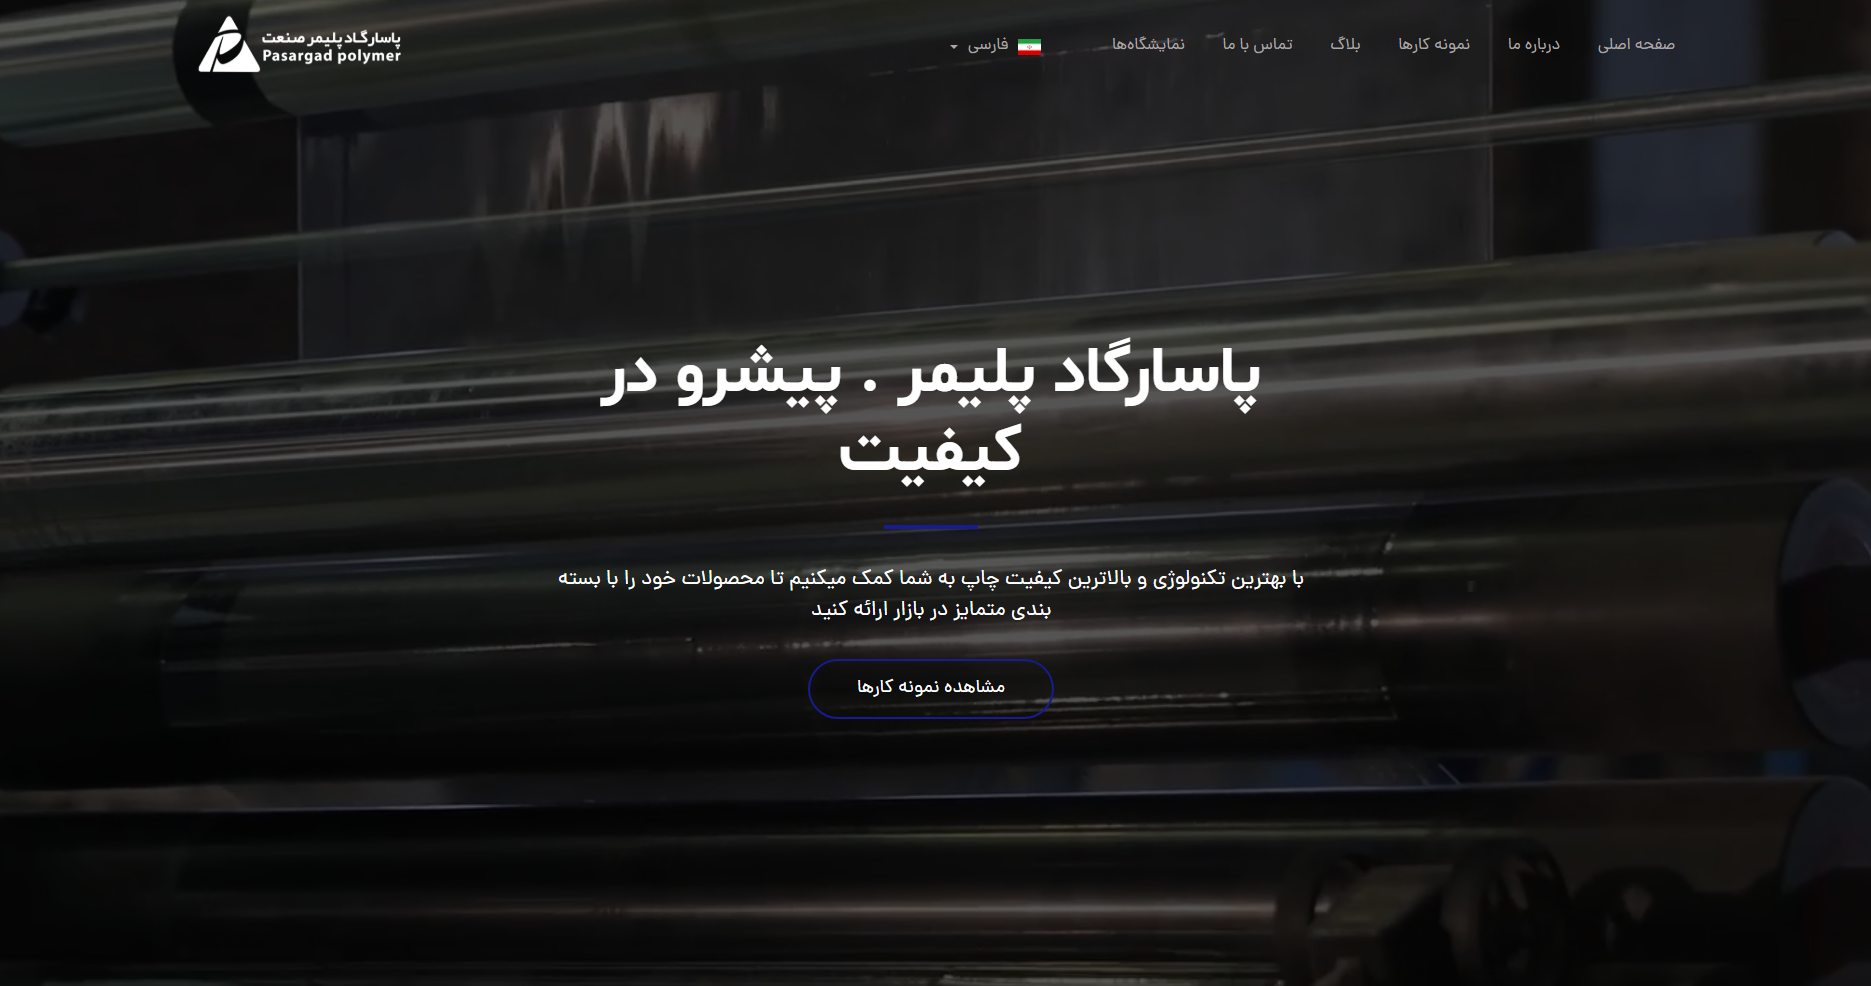 صفحه اصلی
درباره ما
نمونه کارها
بلاگ
تماس با ما
نمایشگاه‌ها
فارسی
پاسارگاد پلیمر صنعت
Pasargad polymer
پاسارگاد پلیمر . پیشرو در
کیفیت
با بهترین تکنولوژی و بالاترین کیفیت چاپ به شما کمک میکنیم تا محصولات خود را با بسته
بندی متمایز در بازار ارائه کنید
مشاهده نمونه کارها